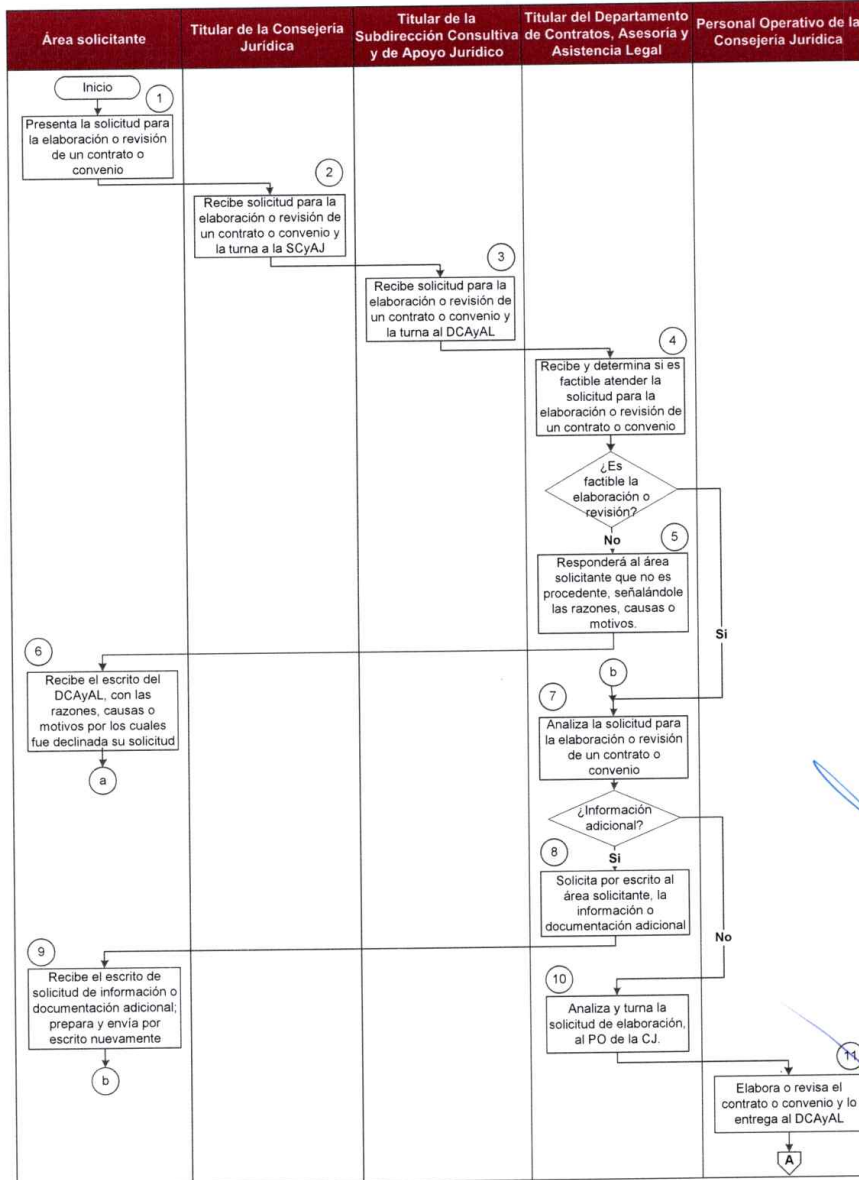 Área solicitante
Titular de la Consejería
Jurídica
Titular de la
Subdirección Consultiva
y de Apoyo Jurídico
Titular del Departamento
de Contratos, Asesoría y
Asistencia Legal
Personal Operativo de la
Consejería Jurídica
Inicio
1
Presenta la solicitud para
la elaboración o revisión
de un contrato o
convenio
2
Recibe solicitud para la
elaboración o revisión de
un contrato o convenio y
la turna a la SCyAJ
3
Recibe solicitud para la
elaboración o revisión de
un contrato o convenio y
la turna al DCAyAL
4
Recibe y determina si es
factible atender la
solicitud para la
elaboración o revisión de
un contrato o convenio
¿Es
factible la
elaboración o
revisión?
No
Si
5
Responderá al área
solicitante que no es
procedente, señalándole
las razones, causas o
motivos.
6
Recibe el escrito del
DCAyAL, con las
razones, causas o
motivos por los cuales
fue declinada su solicitud
a
b
7
Analiza la solicitud para
la elaboración o revisión
de un contrato o
convenio
¿Información
adicional?
Si
No
8
Solicita por escrito al
área solicitante, la
información o
documentación adicional
9
Recibe el escrito de
solicitud de información o
documentación adicional;
prepara y envía por
escrito nuevamente
b
10
Analiza y turna la
solicitud de elaboración,
al PO de la CJ.
11
Elabora o revisa el
contrato o convenio y lo
entrega al DCAyAL
A